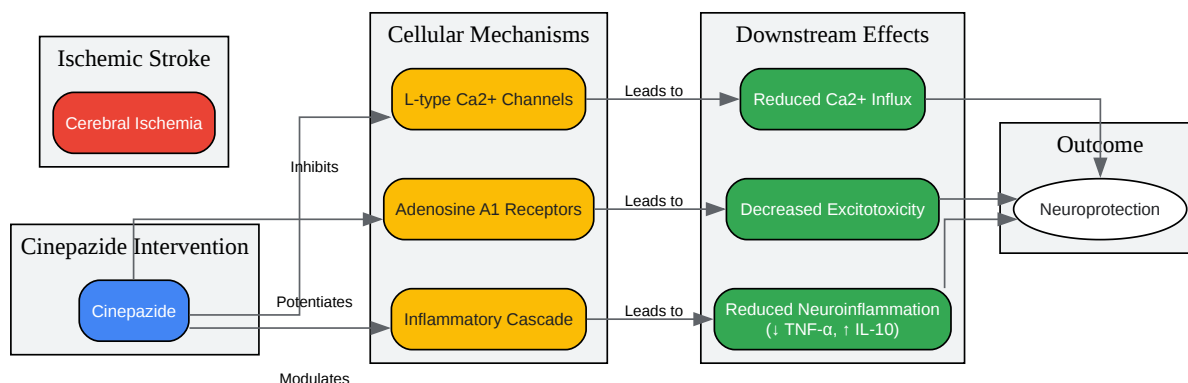 Ischemic Stroke
Cerebral Ischemia
Cinepazide Intervention
Cinepazide
Inhibits
Potentiates
Modulates
Cellular Mechanisms
L-type Ca2+ Channels
Adenosine A1 Receptors
Inflammatory Cascade
Leads to
Leads to
Leads to
Downstream Effects
Reduced Ca2+ Influx
Decreased Excitotoxicity
Reduced Neuroinflammation
(↓ TNF-α, ↑ IL-10)
Outcome
Neuroprotection